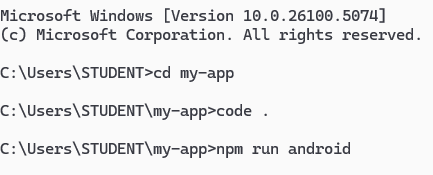 Microsoft Windows [Version 10.0.26100.5074]
(c) Microsoft Corporation. All rights reserved.
C:\Users\STUDENT>cd my-app
C:\Users\STUDENT\my-app>code .
C:\Users\STUDENT\my-app>npm run android